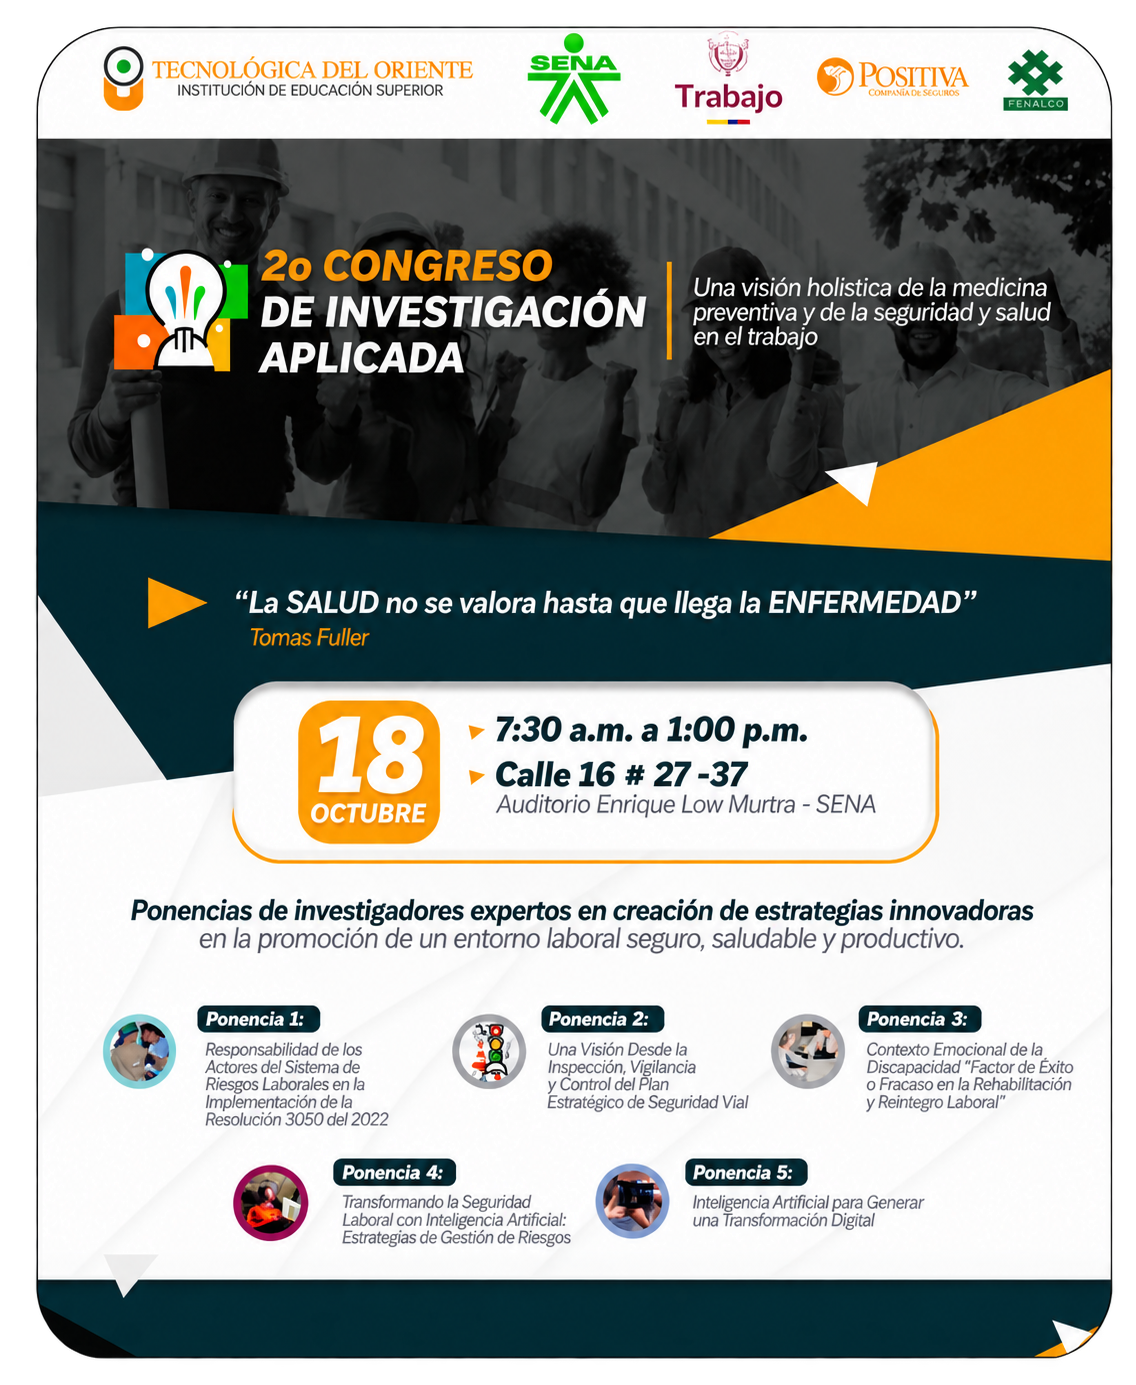 TECNOLÓGICA DEL ORIENTE
INSTITUCIÓN DE EDUCACIÓN SUPERIOR
SENA
Trabajo
POSITIVA
COMPAÑIA DE SEGUROS
FENALCO
2o CONGRESO
DE INVESTIGACIÓN
APLICADA
Una visión holistica de la medicina
preventiva y de la seguridad y salud
en el trabajo
“La SALUD no se valora hasta que llega la ENFERMEDAD”
Tomas Fuller
18
OCTUBRE
7:30 a.m. a 1:00 p.m.
Calle 16 # 27 -37
Auditorio Enrique Low Murtra - SENA
Ponencias de investigadores expertos en creación de estrategias innovadoras
en la promoción de un entorno laboral seguro, saludable y productivo.
Ponencia 1:
Responsabilidad de los
Actores del Sistema de
Riesgos Laborales en la
Implementación de la
Resolución 3050 del 2022
Ponencia 2:
Una Visión Desde la
Inspección, Vigilancia
y Control del Plan
Estratégico de Seguridad Vial
Ponencia 3:
Contexto Emocional de la
Discapacidad "Factor de Éxito
o Fracaso en la Rehabilitación
y Reintegro Laboral"
Ponencia 4:
Transformando la Seguridad
Laboral con Inteligencia Artificial:
Estrategias de Gestión de Riesgos
Ponencia 5:
Inteligencia Artificial para Generar
una Transformación Digital